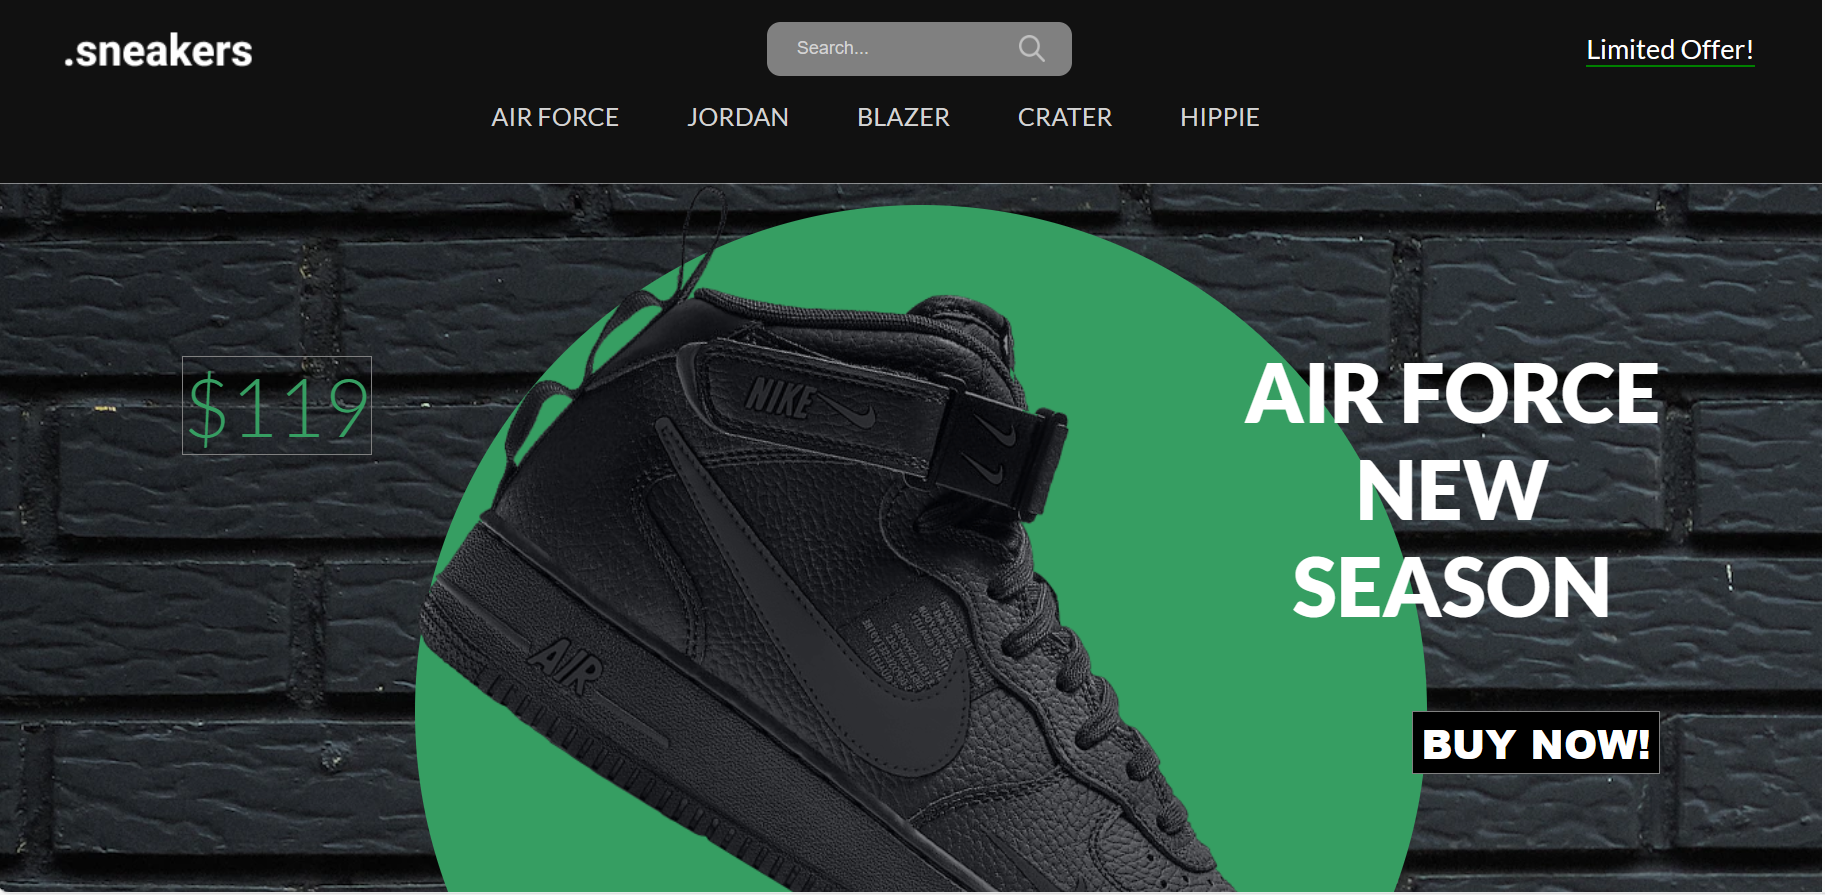 .sneakers
Search...
Limited Offer!
AIR FORCE
JORDAN
BLAZER
CRATER
HIPPIE
$119
AIR FORCE
NEW
SEASON
BUY NOW!
NIKE
AIR